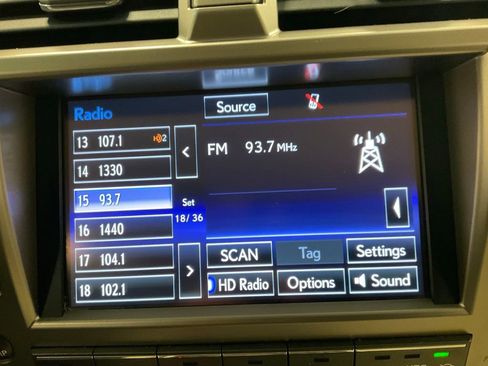 Radio
Source
13 107.1 HD2
14 1330
15 93.7
16 1440
17 104.1
18 102.1
Set
18/36
FM 93.7 MHz
SCAN
Tag
Settings
HD Radio
Options
Sound